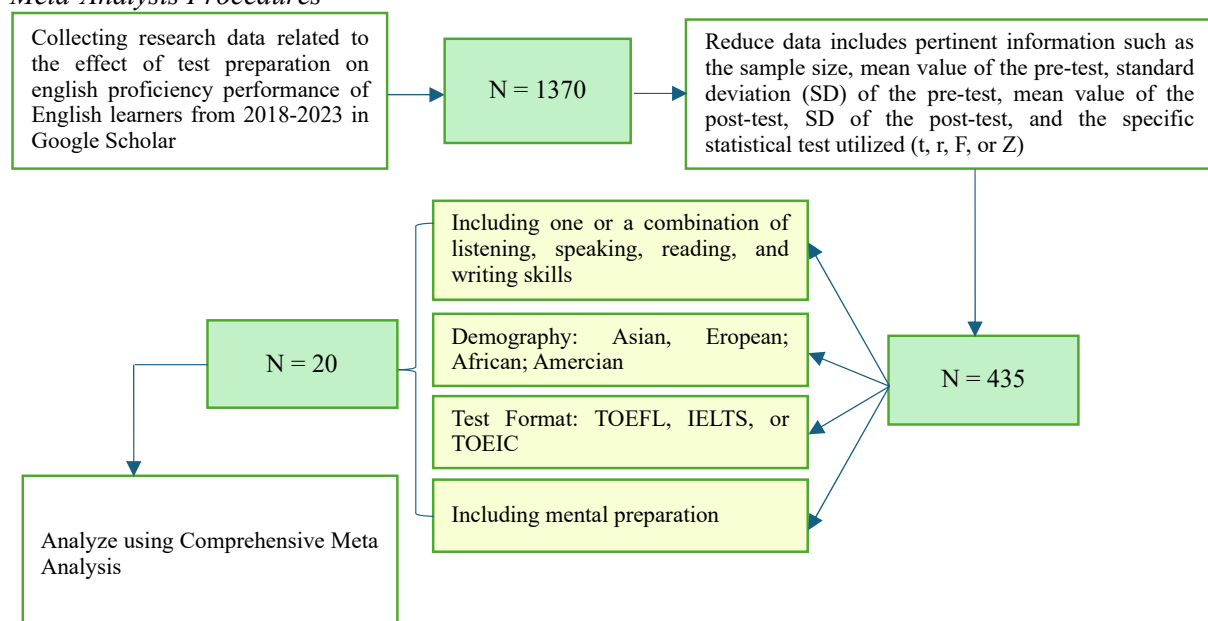 Meta-Analysis Procedures
Collecting research data related to
the effect of test preparation on
english proficiency performance of
English learners from 2018-2023 in
Google Scholar
N = 1370
Reduce data includes pertinent information such as
the sample size, mean value of the pre-test, standard
deviation (SD) of the pre-test, mean value of the
post-test, SD of the post-test, and the specific
statistical test utilized (t, r, F, or Z)
Including one or a combination of
listening, speaking, reading, and
writing skills
Demography: Asian, Eropean;
African; Amercian
Test Format: TOEFL, IELTS, or
TOEIC
Including mental preparation
N = 435
N = 20
Analyze using Comprehensive Meta
Analysis